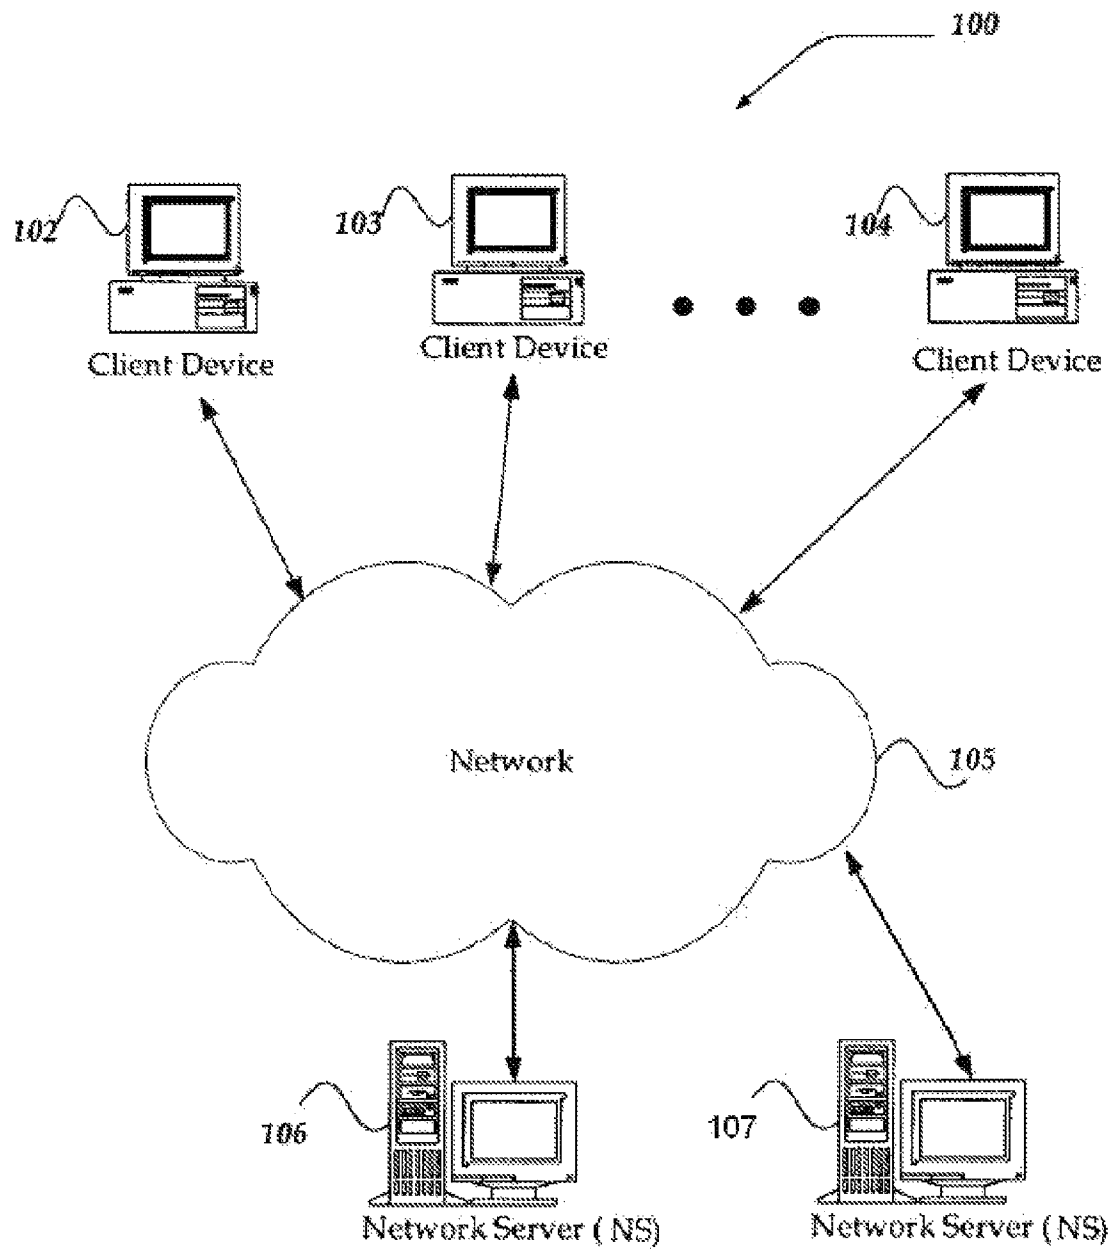 100
102
103
104
Client Device
Client Device
Client Device
Network
105
106
107
Network Server ( NS)
Network Server ( NS)